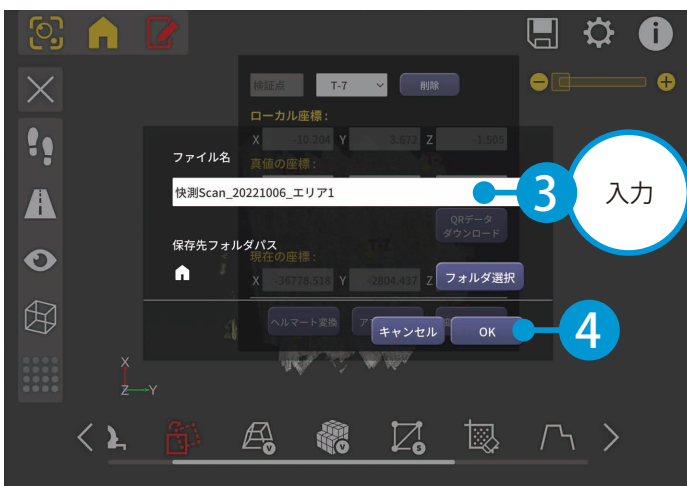 検証点 T-7 削除
ローカル座標:
X -10.204 Y 3.672 Z -1.505
ファイル名
真値の座標:
快測Scan_20221006_エリア1
3 入力
QRデータ
ダウンロード
保存先フォルダパス
現在の座標:
X -36778.518 Y -2804.437 Z フォルダ選択
ヘルマート変換
キャンセル OK 4
X
Z Y
V V S